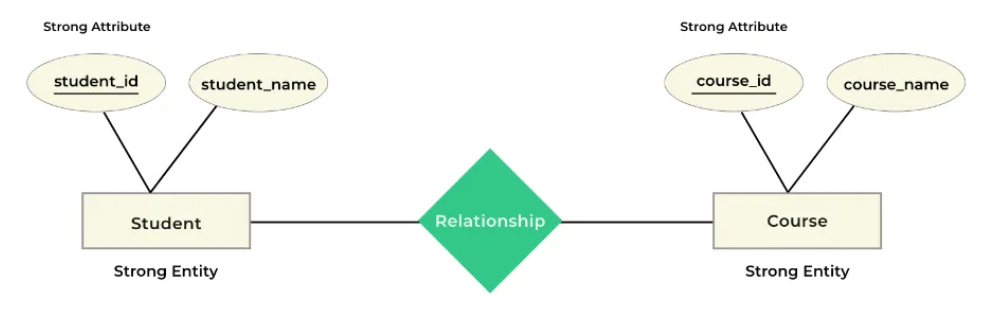 Strong Attribute
student_id
student_name
Student
Strong Entity
Relationship
Strong Attribute
course_id
course_name
Course
Strong Entity